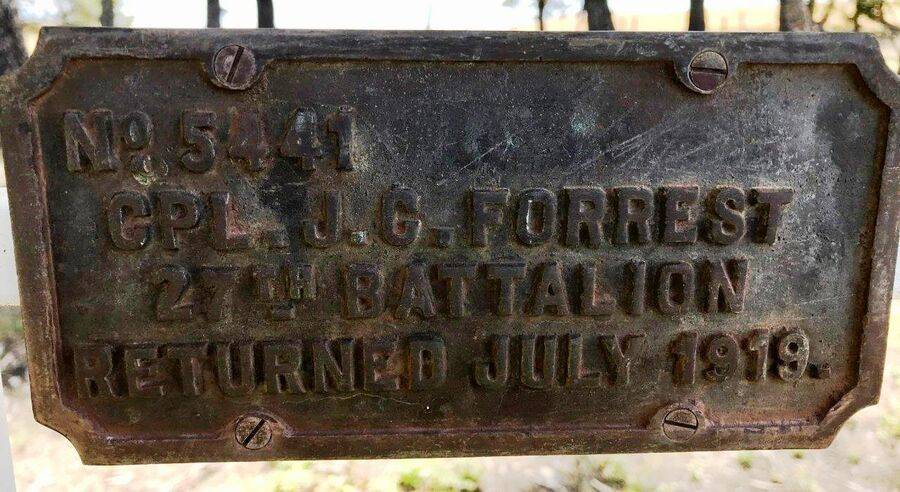 No. 5441
CPL. J.C. FORREST
27TH BATTALION
RETURNED JULY 1919.